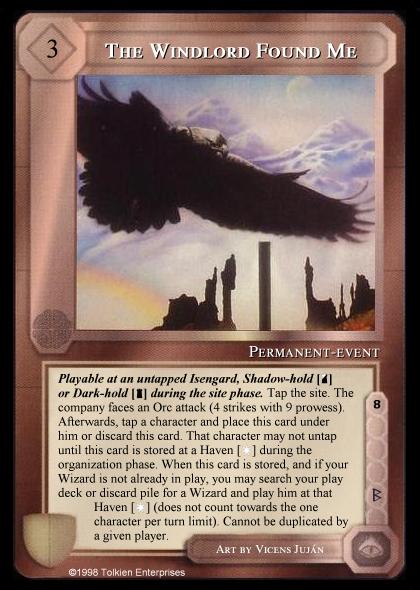 3
The Windlord Found Me
Permanent-event
Playable at an untapped Isengard, Shadow-hold [ ]
or Dark-hold [ ] during the site phase. Tap the site. The
company faces an Orc attack (4 strikes with 9 prowess).
Afterwards, tap a character and place this card under
him or discard this card. That character may not untap
until this card is stored at a Haven [ ] during the
organization phase. When this card is stored, and if your
Wizard is not already in play, you may search your play
deck or discard pile for a Wizard and play him at that
Haven [ ] (does not count towards the one
character per turn limit). Cannot be duplicated by
a given player.
8
ᛒ
Art by Vicens Juján
©1998 Tolkien Enterprises